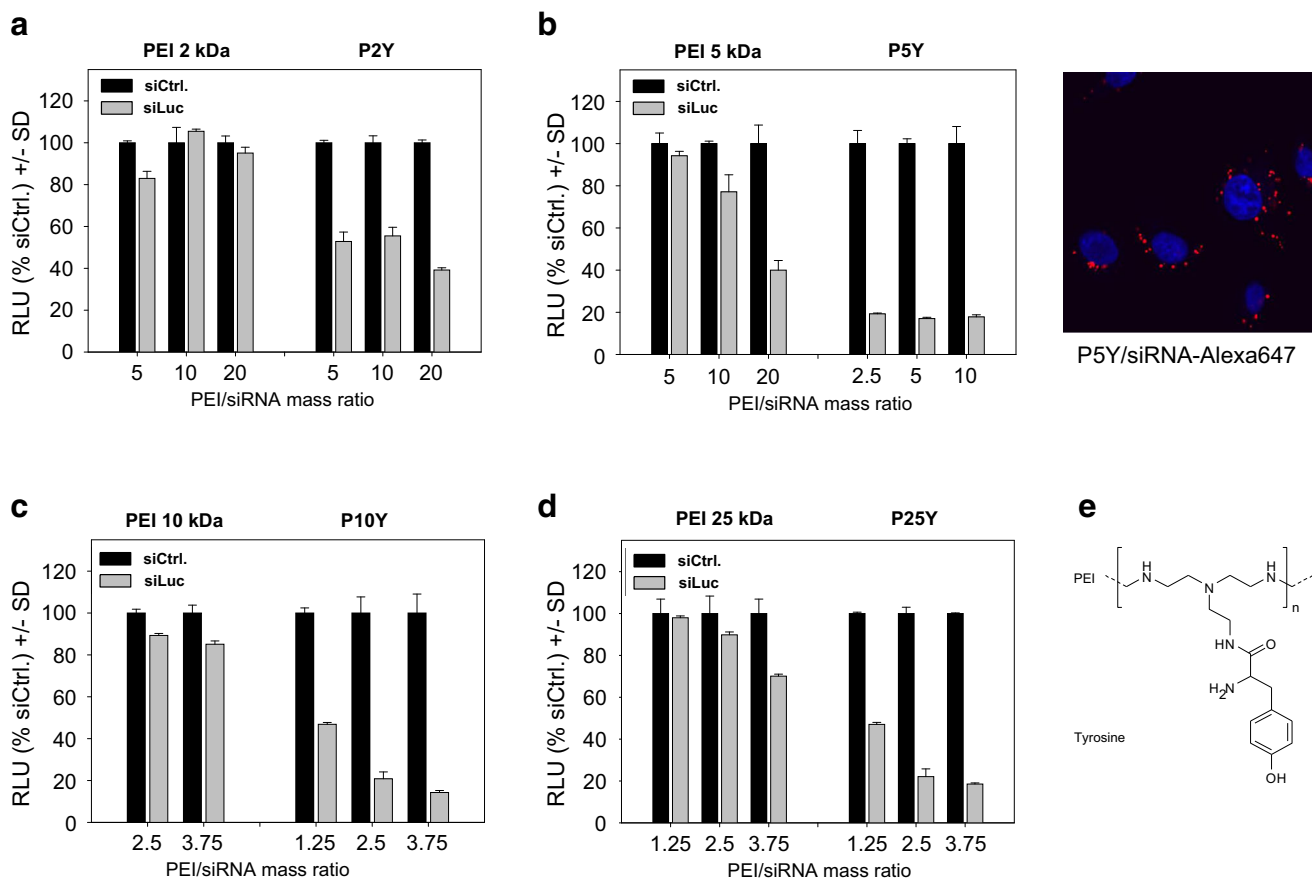 a
PEI 2 kDa
P2Y
siCtrl.
siLuc
RLU (% siCtrl.) +/- SD
120
100
80
60
40
20
0
5
10
20
5
10
20
PEI/siRNA mass ratio
b
PEI 5 kDa
P5Y
siCtrl.
siLuc
RLU (% siCtrl.) +/- SD
120
100
80
60
40
20
0
5
10
20
2.5
5
10
PEI/siRNA mass ratio
P5Y/siRNA-Alexa647
c
PEI 10 kDa
P10Y
siCtrl.
siLuc
RLU (% siCtrl.) +/- SD
120
100
80
60
40
20
0
2.5
3.75
1.25
2.5
3.75
PEI/siRNA mass ratio
d
PEI 25 kDa
P25Y
siCtrl.
siLuc
RLU (% siCtrl.) +/- SD
120
100
80
60
40
20
0
1.25
2.5
3.75
1.25
2.5
3.75
PEI/siRNA mass ratio
e
PEI
H
N
N
H
N
n
HN
O
H2N
OH
Tyrosine